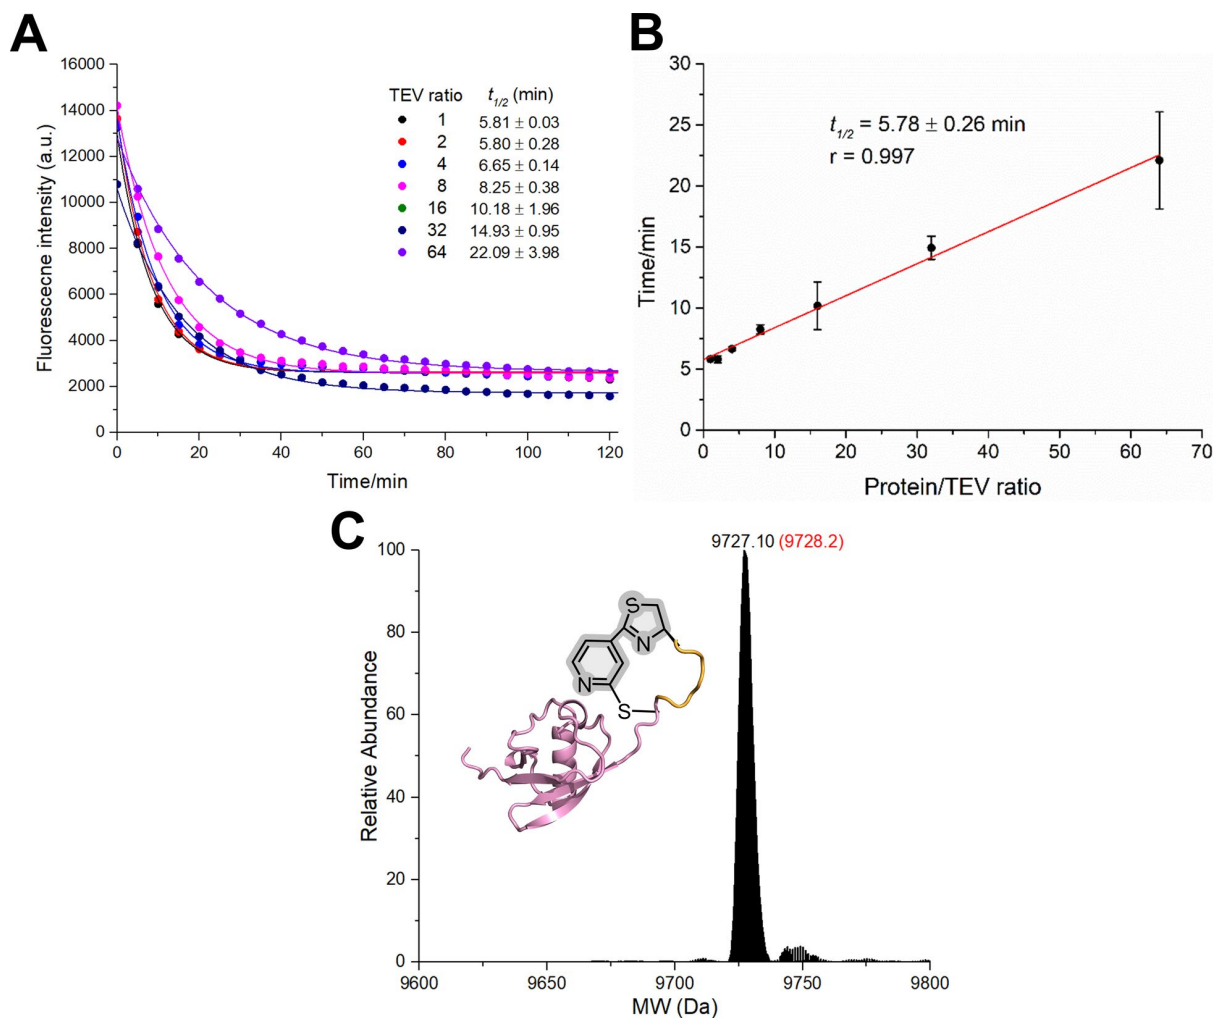 A
16000
14000
12000
10000
8000
6000
4000
2000
0
Fluorescecne intensity (a.u.)
TEV ratio t1/2 (min)
1 5.81 ± 0.03
2 5.80 ± 0.28
4 6.65 ± 0.14
8 8.25 ± 0.38
16 10.18 ± 1.96
32 14.93 ± 0.95
64 22.09 ± 3.98
0 20 40 60 80 100 120
Time/min
B
30
25
20
15
10
5
0
Time/min
t1/2 = 5.78 ± 0.26 min
r = 0.997
0 10 20 30 40 50 60 70
Protein/TEV ratio
C
9727.10 (9728.2)
100
80
60
40
20
0
Relative Abundance
S
N
N
S
9600 9650 9700 9750 9800
MW (Da)